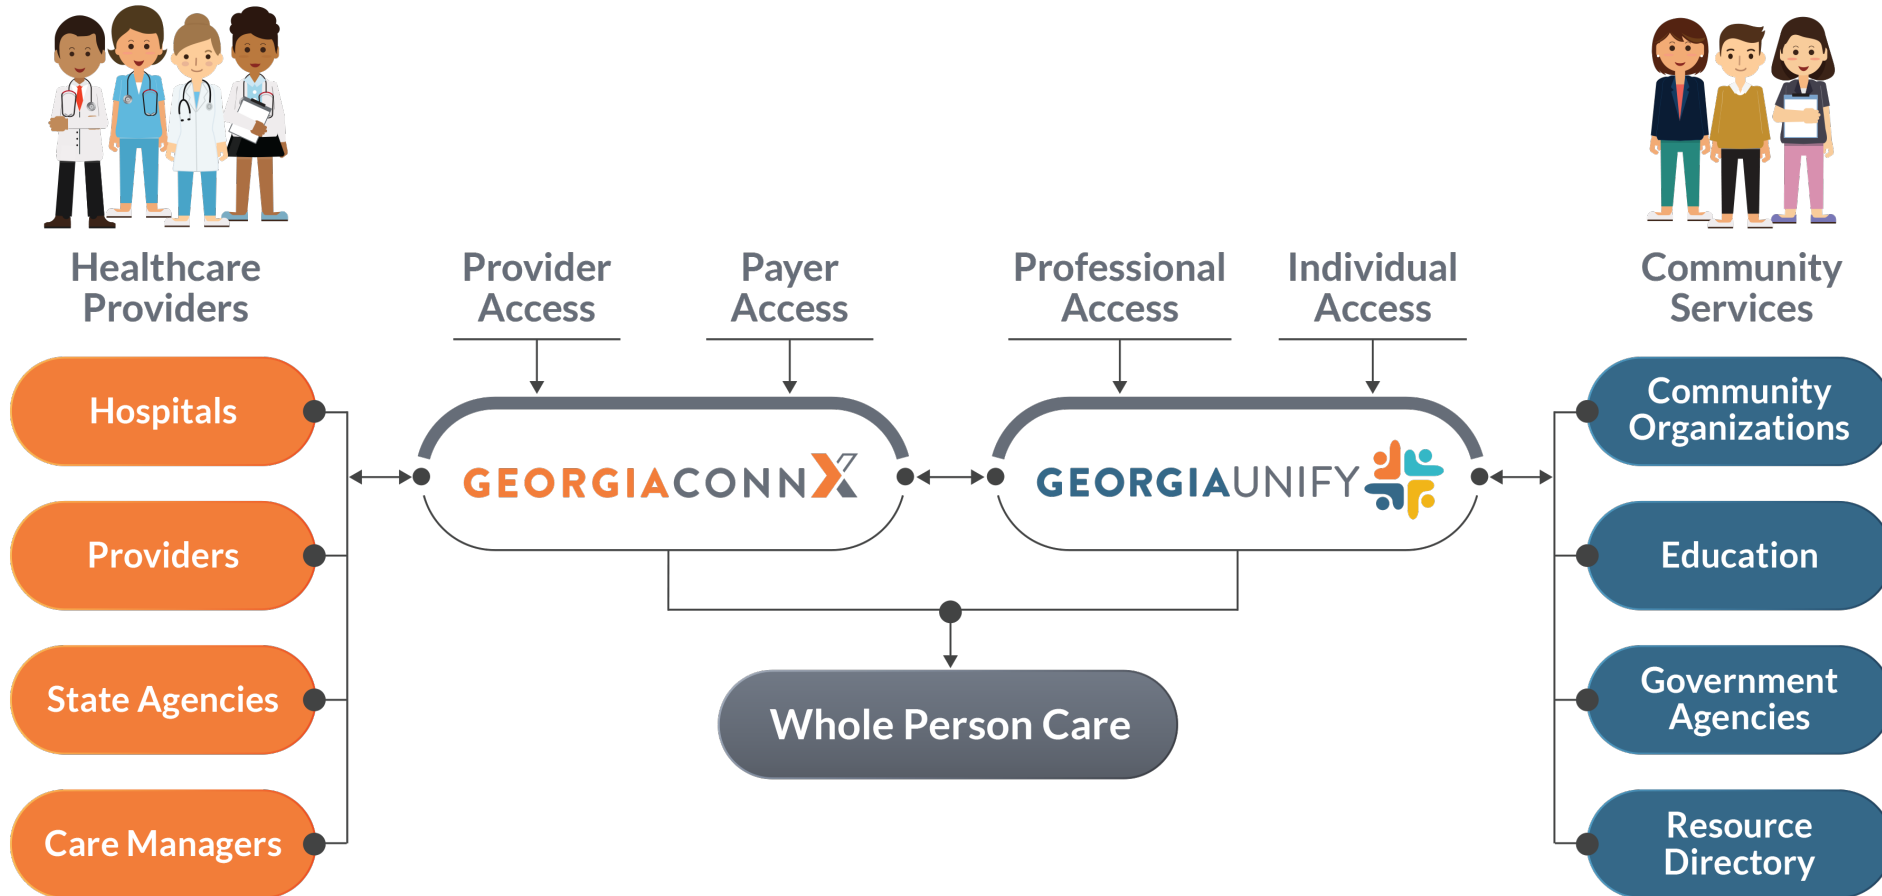 Healthcare
Providers
Provider
Access
Payer
Access
Professional
Access
Individual
Access
Community
Services
Hospitals
Providers
State Agencies
Care Managers
GEORGIACONNX
GEORGIAUNIFY
Whole Person Care
Community
Organizations
Education
Government
Agencies
Resource
Directory